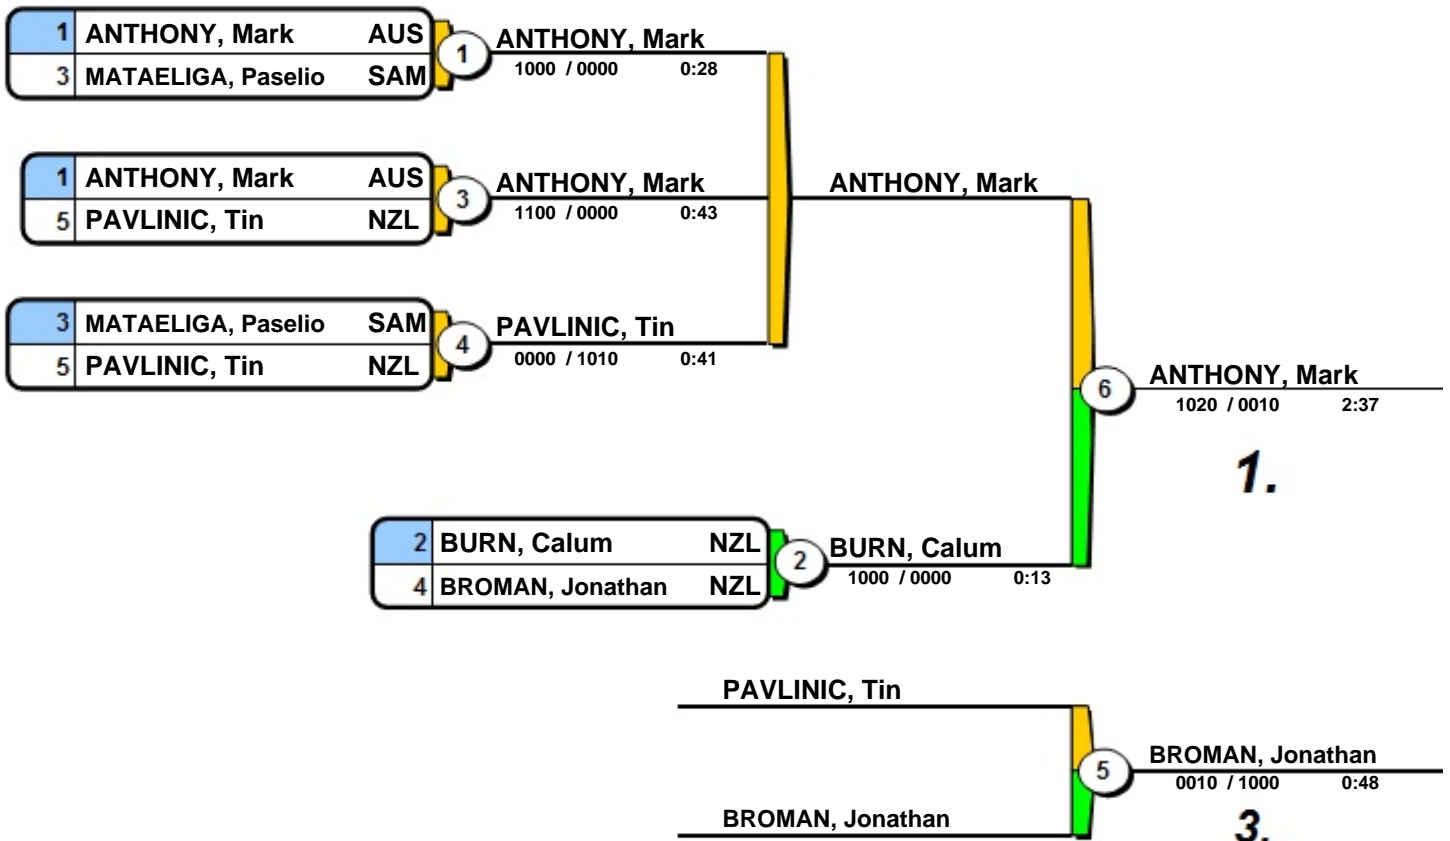 1 ANTHONY, Mark AUS
3 MATAELIGA, Paselio SAM
1
ANTHONY, Mark
1000 / 0000 0:28
1 ANTHONY, Mark AUS
5 PAVLINIC, Tin NZL
3
ANTHONY, Mark
1100 / 0000 0:43
ANTHONY, Mark
3 MATAELIGA, Paselio SAM
5 PAVLINIC, Tin NZL
4
PAVLINIC, Tin
0000 / 1010 0:41
6
ANTHONY, Mark
1020 / 0010 2:37
1.
2 BURN, Calum NZL
4 BROMAN, Jonathan NZL
2
BURN, Calum
1000 / 0000 0:13
PAVLINIC, Tin
BROMAN, Jonathan
5
BROMAN, Jonathan
0010 / 1000 0:48
3.